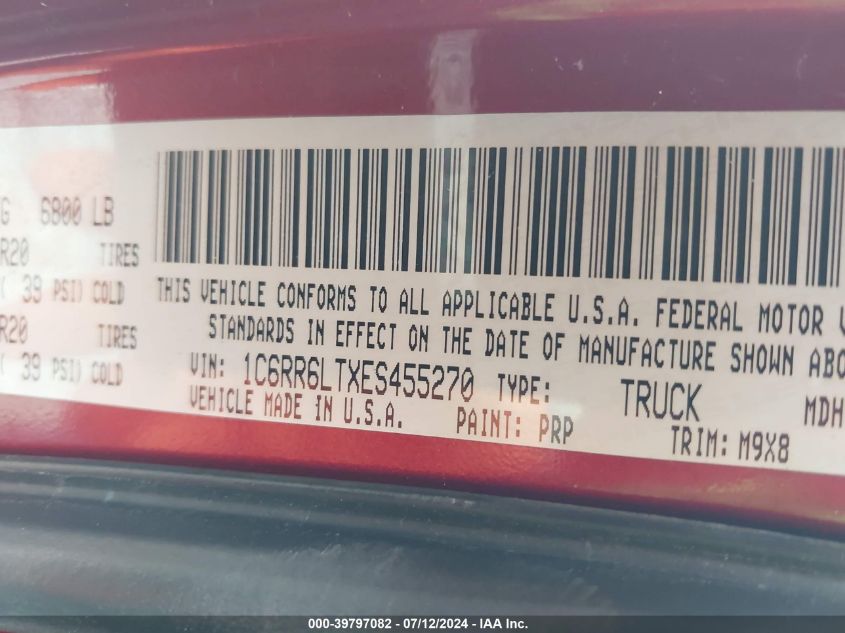 G 6800 LB
R20 TIRES
( 39 PSI) COLD
R20 TIRES
( 39 PSI) COLD
THIS VEHICLE CONFORMS TO ALL APPLICABLE U.S.A. FEDERAL MOTOR V
STANDARDS IN EFFECT ON THE DATE OF MANUFACTURE SHOWN ABO
VIN: 1C6RR6LTXES455270 TYPE: TRUCK MDH
VEHICLE MADE IN U.S.A. PAINT: PRP TRIM: M9X8
000-39797082 - 07/12/2024 - IAA Inc.